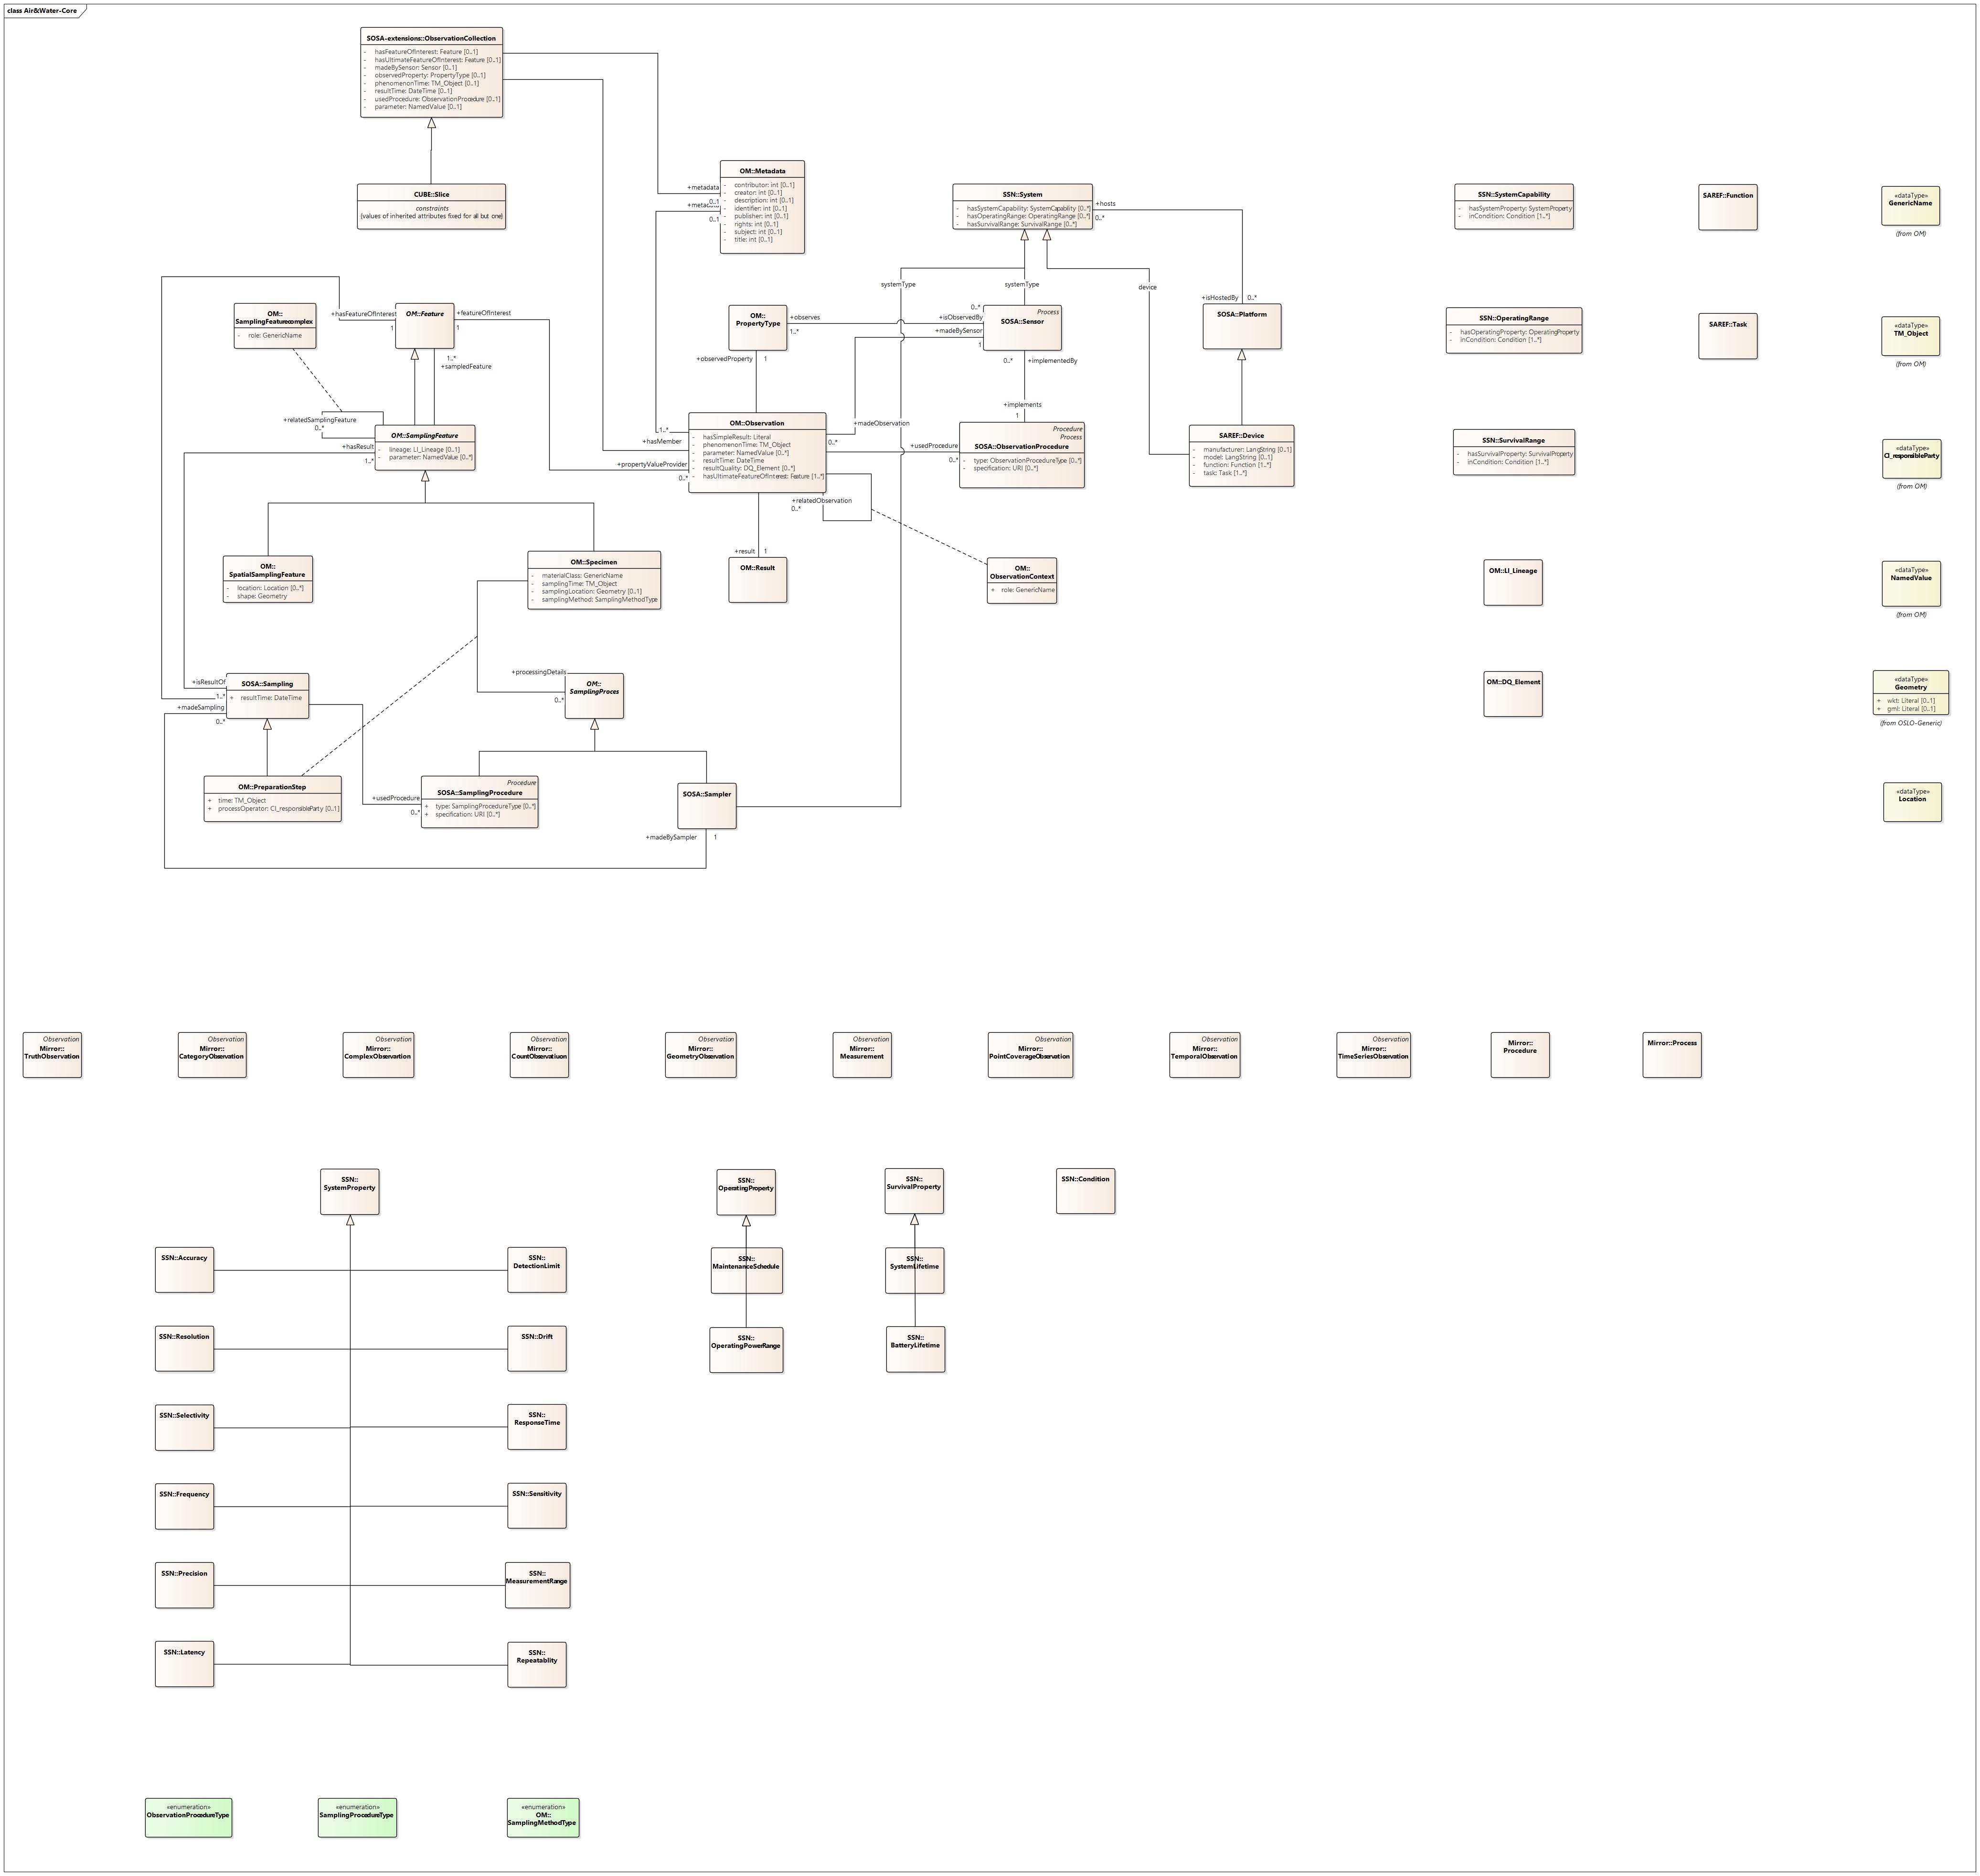 class Air&Water-Core
SOSA-extensions::ObservationCollection
- hasFeatureOfInterest: Feature [0..1]
- hasUltimateFeatureOfInterest: Feature [0..1]
- madeBySensor: Sensor [0..1]
- observedProperty: PropertyType [0..1]
- phenomenonTime: TM_Object [0..1]
- resultTime: DateTime [0..1]
- usedProcedure: ObservationProcedure [0..1]
- parameter: NamedValue [0..1]
CUBE::Slice
constraints
{values of inherited attributes fixed for all but one}
OM::Metadata
- contributor: int [0..1]
- creator: int [0..1]
- description: int [0..1]
- identifier: int [0..1]
- publisher: int [0..1]
- rights: int [0..1]
- subject: int [0..1]
- title: int [0..1]
+metadata
0..1
+metadata
0..1
SSN::System
- hasSystemCapability: SystemCapability [0..*]
- hasOperatingRange: OperatingRange [0..*]
- hasSurvivalRange: SurvivalRange [0..*]
+hosts
0..*
SSN::SystemCapability
- hasSystemProperty: SystemProperty
- inCondition: Condition [1..*]
SAREF::Function
«dataType»
GenericName
(from OM)
systemType
systemType
device
OM::
SamplingFeaturecomplex
- role: GenericName
+hasFeatureOfInterest
1
OM::Feature
+featureOfInterest
1
1..*
+sampledFeature
OM::
PropertyType
+observes
1..*
0..*
+isObservedBy
+madeBySensor
1
Process
SOSA::Sensor
+isHostedBy
0..*
SOSA::Platform
SSN::OperatingRange
- hasOperatingProperty: OperatingProperty
- inCondition: Condition [1..*]
SAREF::Task
«dataType»
TM_Object
(from OM)
+observedProperty
1
0..*
+implementedBy
+implements
1
+relatedSamplingFeature
0..*
+hasResult
1..*
OM::SamplingFeature
- lineage: LI_Lineage [0..1]
- parameter: NamedValue [0..*]
1..*
+hasMember
+propertyValueProvider
0..*
OM::Observation
- hasSimpleResult: Literal
- phenomenonTime: TM_Object
- parameter: NamedValue [0..*]
- resultTime: DateTime
- resultQuality: DQ_Element [0..*]
- hasUltimateFeatureOfInterest: Feature [1..*]
+madeObservation
0..*
+usedProcedure
0..*
Procedure
Process
SOSA::ObservationProcedure
- type: ObservationProcedureType [0..*]
- specification: URI [0..*]
SAREF::Device
- manufacturer: LangString [0..1]
- model: LangString [0..1]
- function: Function [1..*]
- task: Task [1..*]
SSN::SurvivalRange
- hasSurvivalProperty: SurvivalProperty
- inCondition: Condition [1..*]
«dataType»
CI_responsibleParty
(from OM)
+relatedObservation
0..*
OM::
SpatialSamplingFeature
- location: Location [0..*]
- shape: Geometry
OM::Specimen
- materialClass: GenericName
- samplingTime: TM_Object
- samplingLocation: Geometry [0..1]
- samplingMethod: SamplingMethodType
+result
1
OM::Result
OM::
ObservationContext
+ role: GenericName
OM::LI_Lineage
«dataType»
NamedValue
(from OM)
+isResultOf
1..*
+madeSampling
0..*
SOSA::Sampling
+ resultTime: DateTime
+processingDetails
0..*
OM::
SamplingProces
OM::DQ_Element
«dataType»
Geometry
+ wkt: Literal [0..1]
+ gml: Literal [0..1]
(from OSLO-Generic)
OM::PreparationStep
+ time: TM_Object
+ processOperator: CI_responsibleParty [0..1]
+usedProcedure
0..*
Procedure
SOSA::SamplingProcedure
+ type: SamplingProcedureType [0..*]
+ specification: URI [0..*]
SOSA::Sampler
+madeBySampler
1
«dataType»
Location
Observation
Mirror::
TruthObservation
Observation
Mirror::
CategoryObservation
Observation
Mirror::
ComplexObservation
Observation
Mirror::
CountObservatiuon
Observation
Mirror::
GeometryObservation
Observation
Mirror::
Measurement
Observation
Mirror::
PointCoverageObservation
Observation
Mirror::
TemporalObservation
Observation
Mirror::
TimeSeriesObservation
Mirror::
Procedure
Mirror::Process
SSN::
SystemProperty
SSN::
OperatingProperty
SSN::
SurvivalProperty
SSN::Condition
SSN::Accuracy
SSN::
DetectionLimit
SSN::
MaintenanceSchedule
SSN::
SystemLifetime
SSN::Resolution
SSN::Drift
SSN::
OperatingPowerRange
SSN::
BatteryLifetime
SSN::Selectivity
SSN::
ResponseTime
SSN::Frequency
SSN::Sensitivity
SSN::Precision
SSN::
MeasurementRange
SSN::Latency
SSN::
Repeatablity
«enumeration»
ObservationProcedureType
«enumeration»
SamplingProcedureType
«enumeration»
OM::
SamplingMethodType